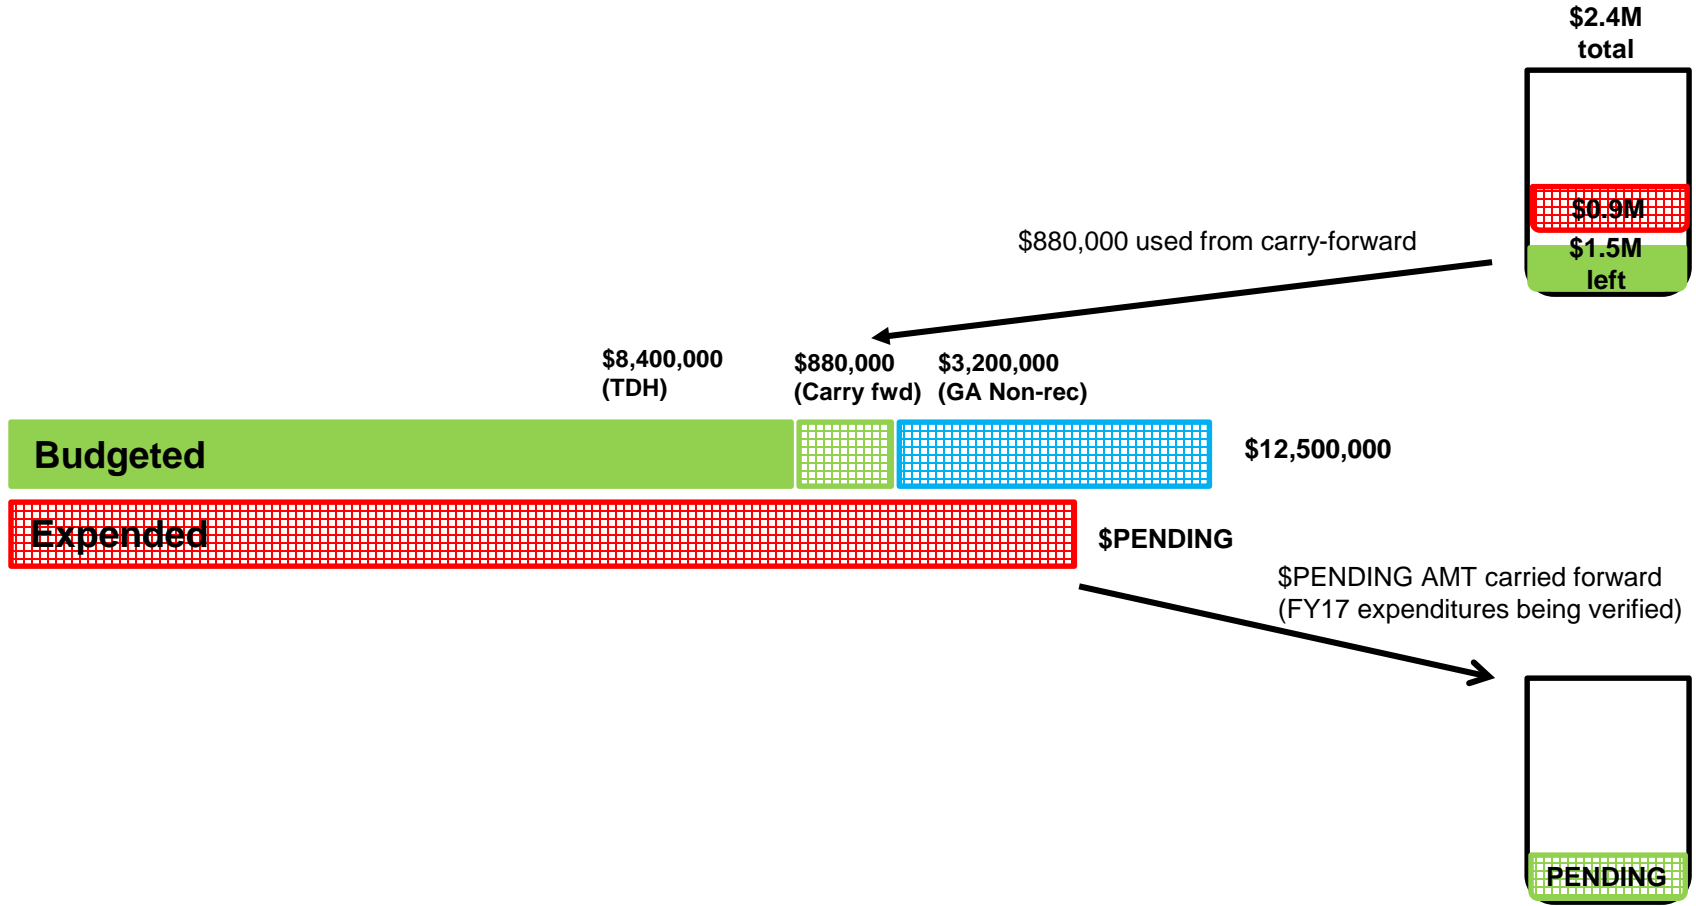 $2.4M
total
$0.9M
$1.5M
left
$880,000 used from carry-forward
$8,400,000
(TDH)
$880,000
(Carry fwd)
$3,200,000
(GA Non-rec)
Budgeted
$12,500,000
Expended
$PENDING
$PENDING AMT carried forward
(FY17 expenditures being verified)
PENDING